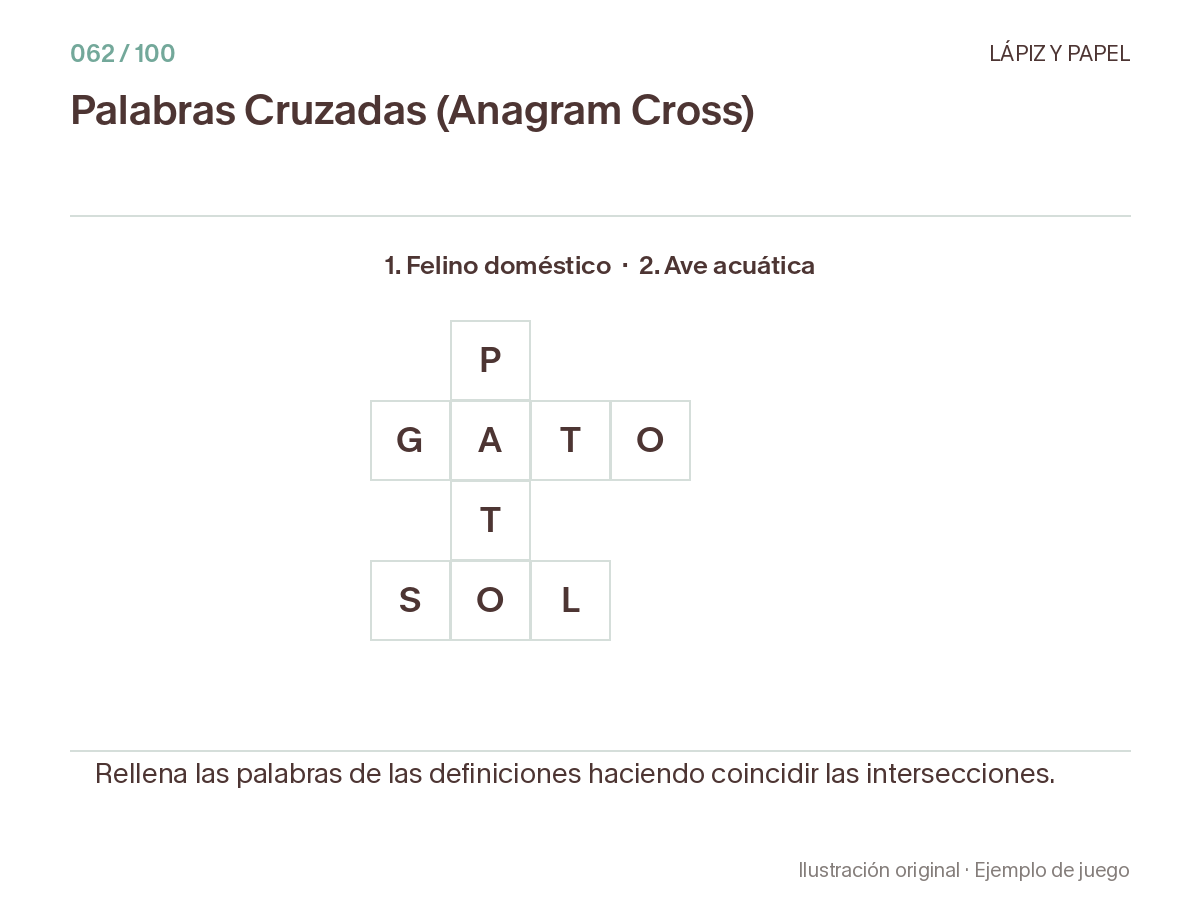 062 / 100
LÁPIZ Y PAPEL
Palabras Cruzadas (Anagram Cross)
1. Felino doméstico · 2. Ave acuática
P
G A T O
T
S O L
Rellena las palabras de las definiciones haciendo coincidir las intersecciones.
Ilustración original · Ejemplo de juego